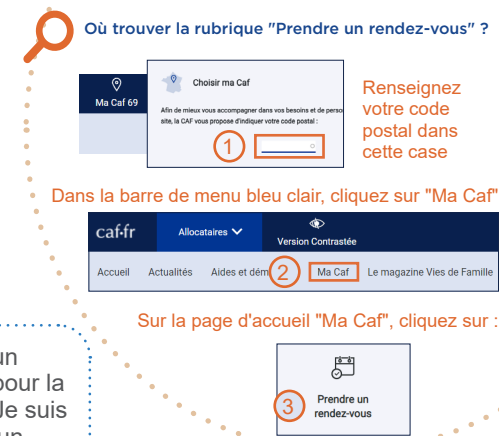 Où trouver la rubrique "Prendre un rendez-vous" ?
Ma Caf 69
Choisir ma Caf
Afin de mieux vous accompagner dans vos besoins et de perso
site, la CAF vous propose d'indiquer votre code postal :
1
Renseignez
votre code
postal dans
cette case
Dans la barre de menu bleu clair, cliquez sur "Ma Caf"
caf·fr
Allocataires
Version Contrastée
Accueil Actualités Aides et dém 2 Ma Caf Le magazine Vies de Famille
Sur la page d'accueil "Ma Caf", cliquez sur :
3
Prendre un
rendez-vous
un
pour la
Je suis
un